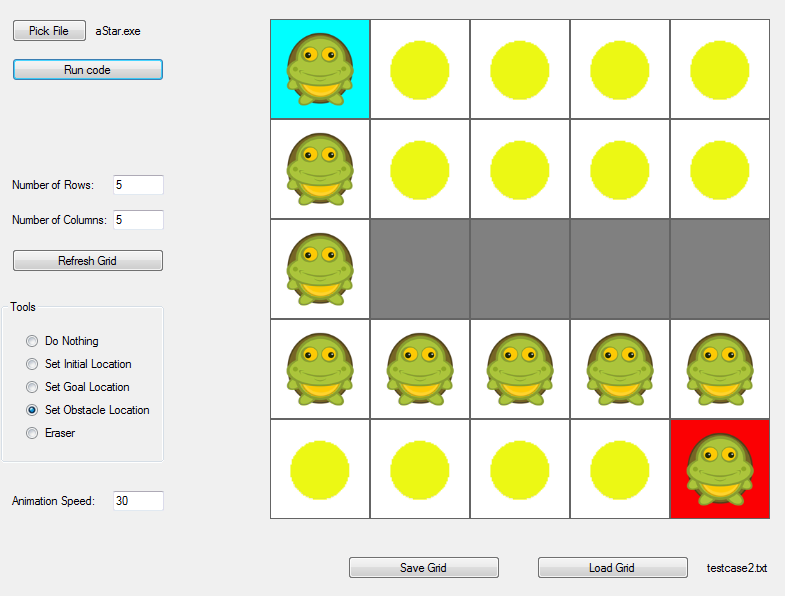 Pick File aStar.exe
Run code
Number of Rows: 5
Number of Columns: 5
Refresh Grid
Tools
Do Nothing
Set Initial Location
Set Goal Location
Set Obstacle Location
Eraser
Animation Speed: 30
Save Grid Load Grid testcase2.txt